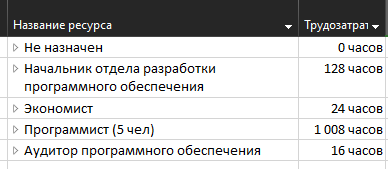 Название ресурса Трудозатрат
Не назначен 0 часов
Начальник отдела разработки 128 часов
программного обеспечения
Экономист 24 часов
Программист (5 чел) 1 008 часов
Аудитор программного обеспечения 16 часов